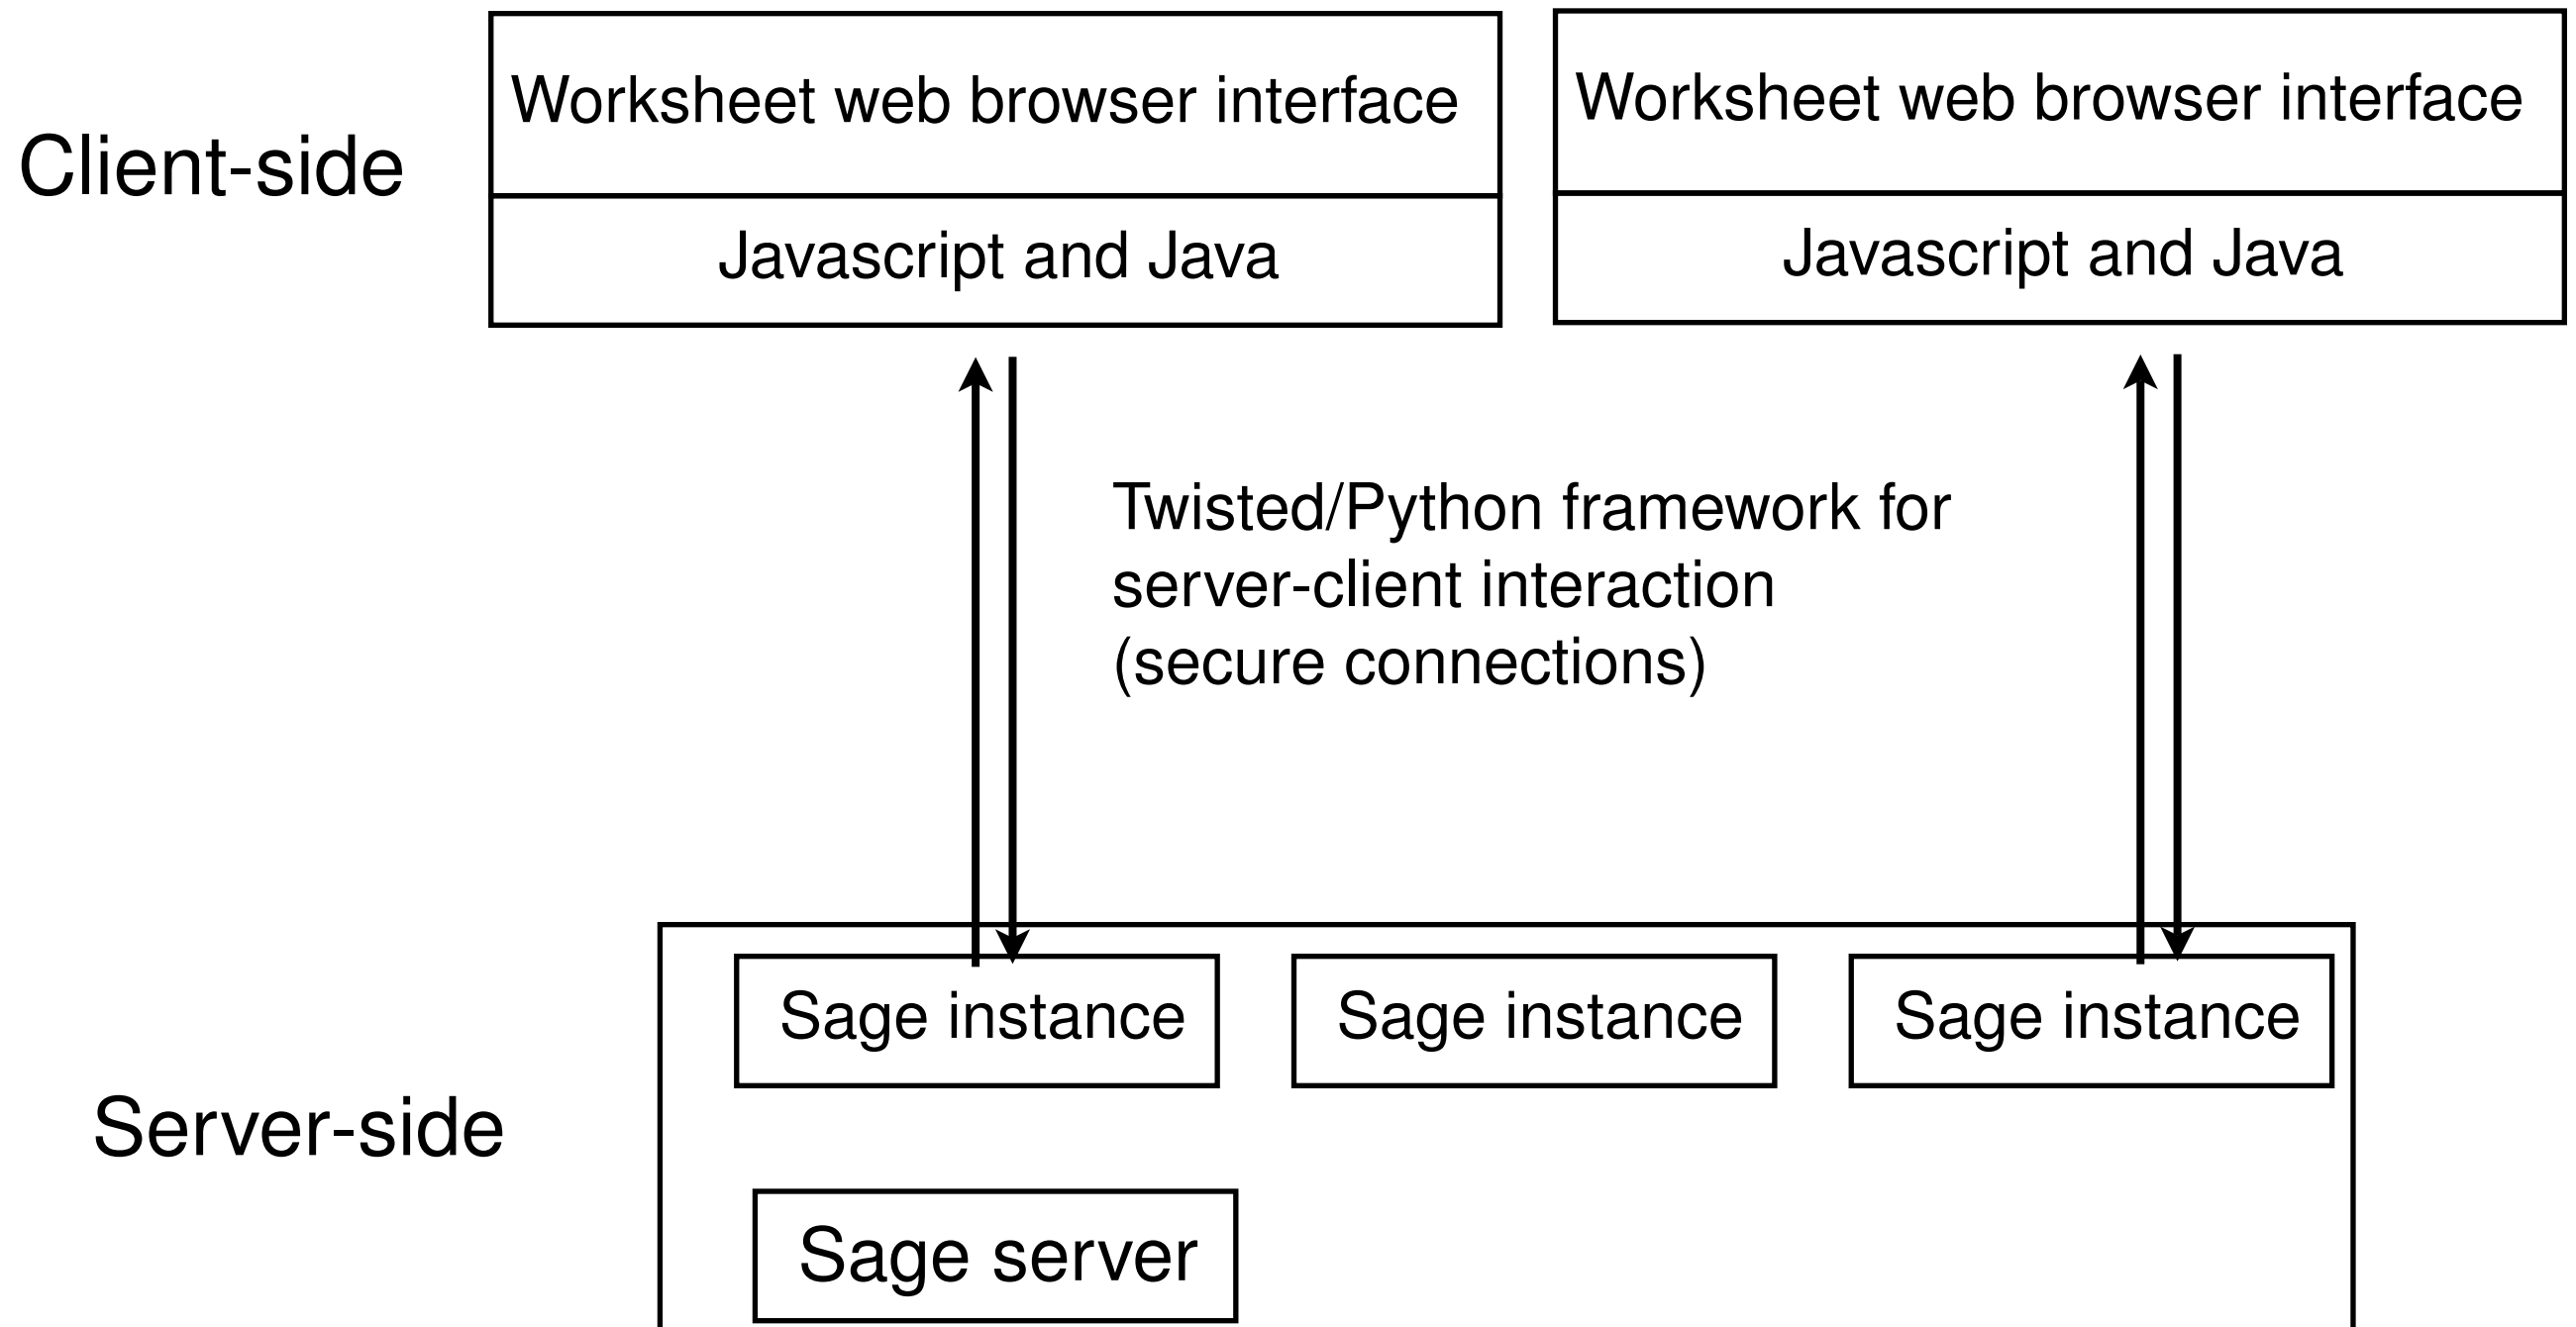 Client-side
Worksheet web browser interface
Javascript and Java
Worksheet web browser interface
Javascript and Java
Twisted/Python framework for
server-client interaction
(secure connections)
Server-side
Sage instance
Sage instance
Sage instance
Sage server